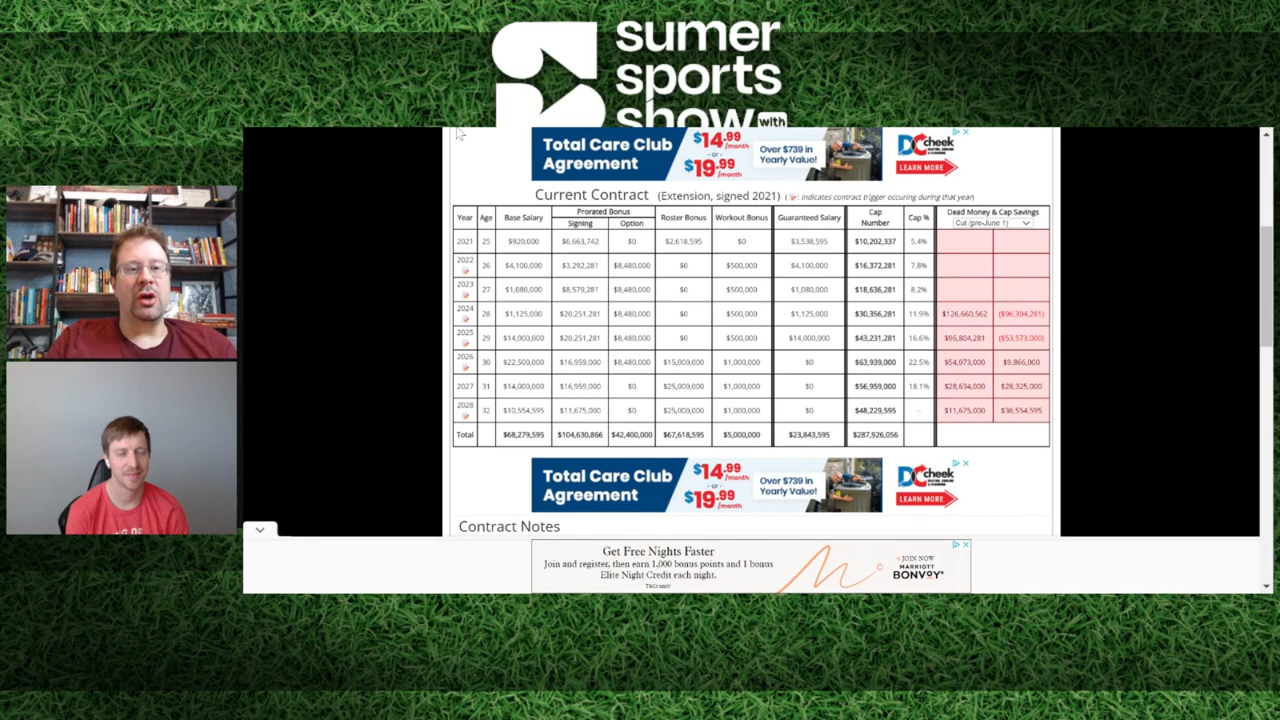 sumer
sports
show with
Total Care Club
Agreement
$14.99
/month
- or -
$19.99
/month
Over $739 in
Yearly Value!
cheek
LEARN MORE
Current Contract (Extension, signed 2021) ( : indicates contract trigger occuring during that year)
Year Age Base Salary Prorated Bonus Roster Bonus Workout Bonus Guaranteed Salary Cap Number Cap % Dead Money & Cap Savings
Signing Option Cut (pre-June 1)
2021 25 $920,000 $6,663,742 $0 $2,618,595 $0 $3,538,595 $10,202,337 5.4%
2022 26 $4,100,000 $3,292,281 $8,480,000 $0 $500,000 $4,100,000 $16,372,281 7.8%
2023 27 $1,080,000 $8,579,281 $8,480,000 $0 $500,000 $1,080,000 $18,636,281 8.2%
2024 28 $1,125,000 $20,251,281 $8,480,000 $0 $500,000 $1,125,000 $30,356,281 11.9% $126,660,562 ($96,304,281)
2025 29 $14,000,000 $20,251,281 $8,480,000 $0 $500,000 $14,000,000 $43,231,281 16.6% $96,804,281 ($53,573,000)
2026 30 $22,500,000 $16,959,000 $8,480,000 $15,000,000 $1,000,000 $0 $63,939,000 22.5% $54,073,000 $9,866,000
2027 31 $14,000,000 $16,959,000 $0 $25,000,000 $1,000,000 $0 $56,959,000 18.1% $28,634,000 $28,325,000
2028 32 $10,554,595 $11,675,000 $0 $25,000,000 $1,000,000 $0 $48,229,595 – $11,675,000 $36,554,595
Total $68,279,595 $104,630,866 $42,400,000 $67,618,595 $5,000,000 $23,843,595 $287,926,056
Total Care Club
Agreement
$14.99
/month
- or -
$19.99
/month
Over $739 in
Yearly Value!
cheek
LEARN MORE
Contract Notes
Get Free Nights Faster
Join and register, then earn 1,000 bonus points and 1 bonus
Elite Night Credit each night.
JOIN NOW
MARRIOTT
BONVOY